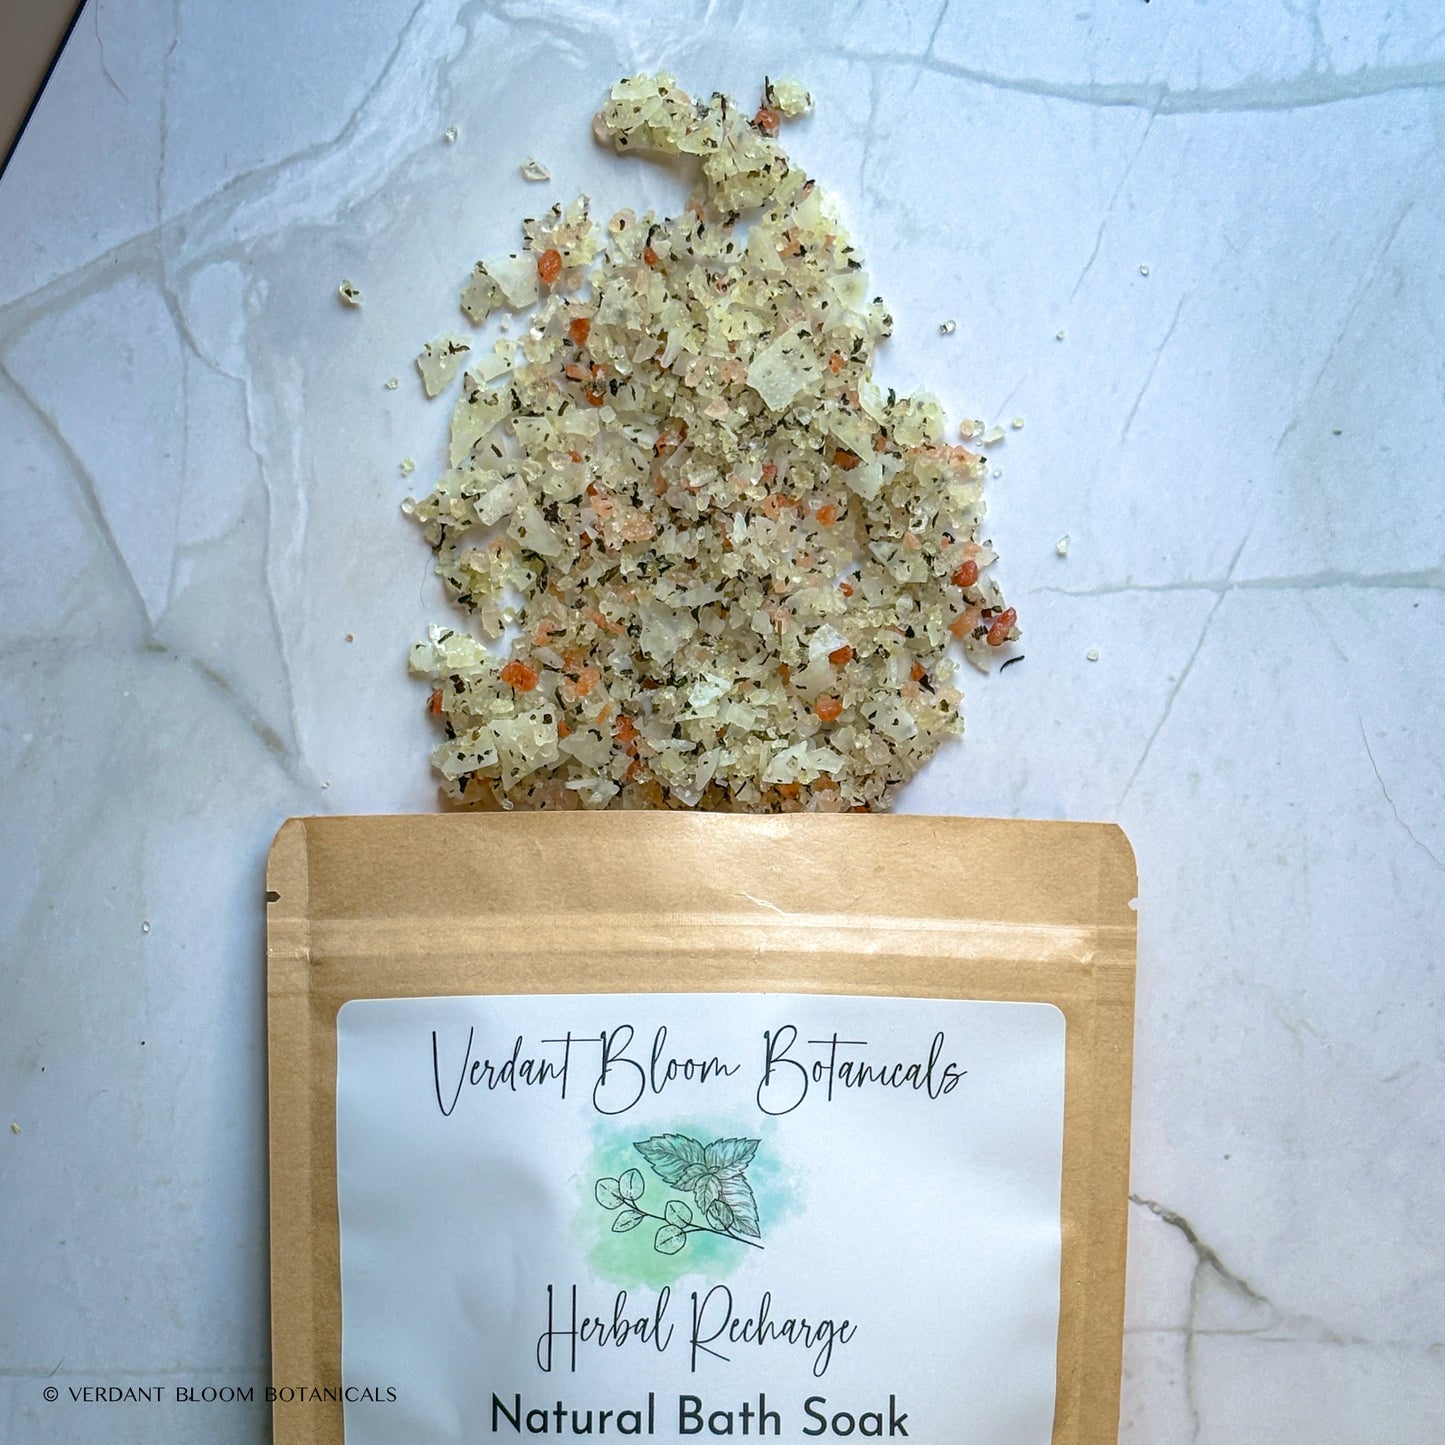 Verdant Bloom Botanicals
Herbal Recharge
Natural Bath Soak
© VERDANT BLOOM BOTANICALS